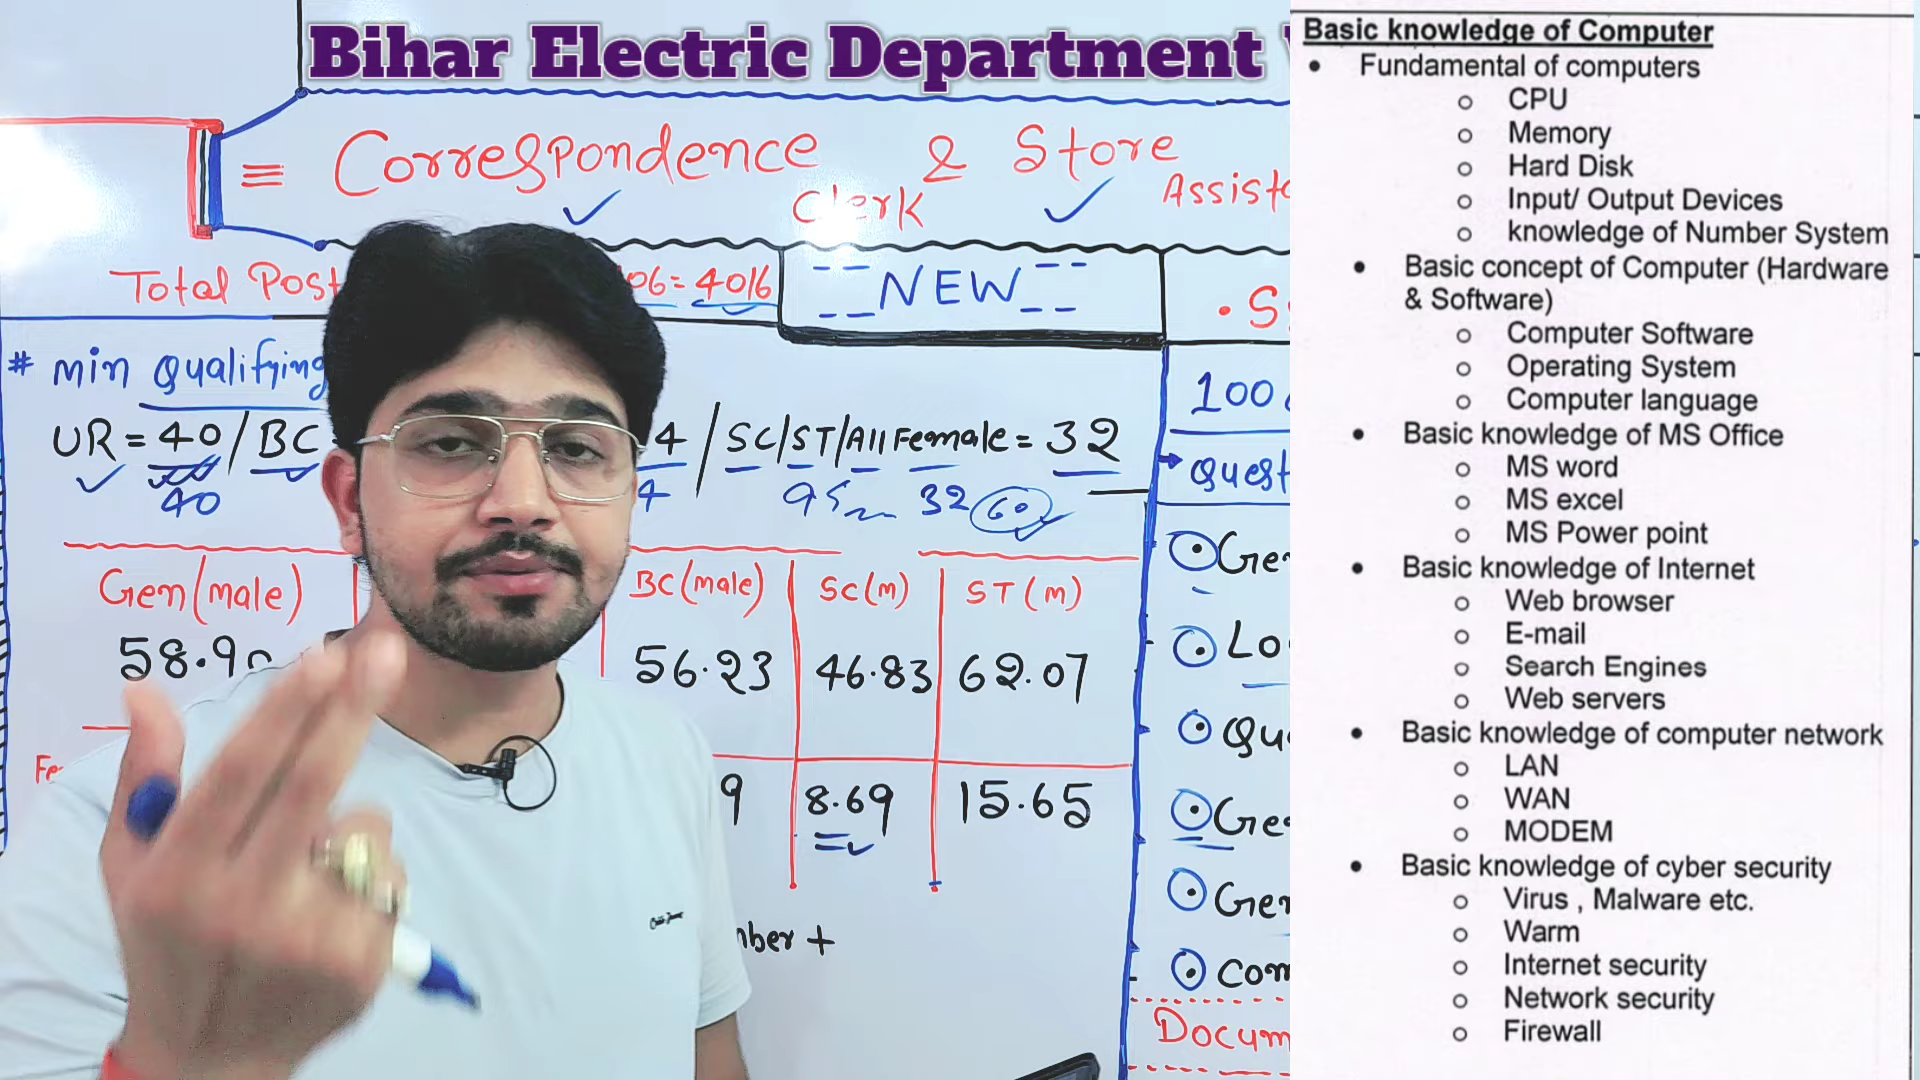 Bihar Electric Department
≡ Correspondence & Store
Clerk Assista
Total Post
06=4016
NEW
# min Qualifying
UR = 40 / BC
4 / SC/ST/All Female = 32
40
4 95 32 60
100
Quest
Gen (male)
BC (male) SC (m) ST (m)
58.9
56.23 46.83 62.07
Fe
9 8.69 15.65
ber +
• Gen
• Lo
• Qu
• Ge
• Gen
• Com
Docum
Basic knowledge of Computer
• Fundamental of computers
o CPU
o Memory
o Hard Disk
o Input/ Output Devices
o knowledge of Number System
• Basic concept of Computer (Hardware
& Software)
o Computer Software
o Operating System
o Computer language
• Basic knowledge of MS Office
o MS word
o MS excel
o MS Power point
• Basic knowledge of Internet
o Web browser
o E-mail
o Search Engines
o Web servers
• Basic knowledge of computer network
o LAN
o WAN
o MODEM
• Basic knowledge of cyber security
o Virus , Malware etc.
o Warm
o Internet security
o Network security
o Firewall